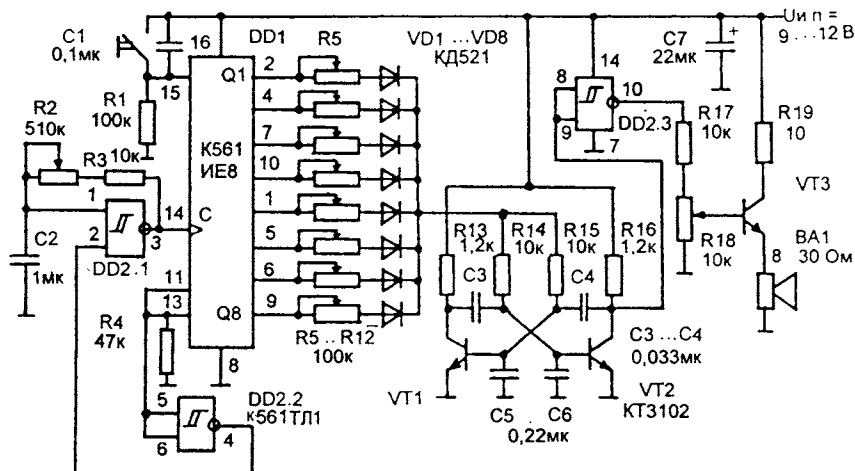 C1
0,1мк
16
DD1
R5
VD1 ...VD8
КД521
C7
22мк
+
Uи п =
9 ...12 В
15
R1
100к
R2
510к
R3
10к
1
2
3
14
DD2.1
C2
1мк
C
К561
ИЕ8
Q1
Q8
2
4
7
10
1
5
6
9
11
13
8
R4
47к
R5 .. R12
100к
DD2.2
к561ТЛ1
5
6
4
14
8
9
10
7
DD2.3
R17
10к
R18
10к
R19
10
VT3
BA1
30 Ом
8
R13
1,2к
R14
10к
R15
10к
R16
1,2к
C3
C4
C3 ...C4
0,033мк
VT1
VT2
КТ3102
C5
C6
0,22мк